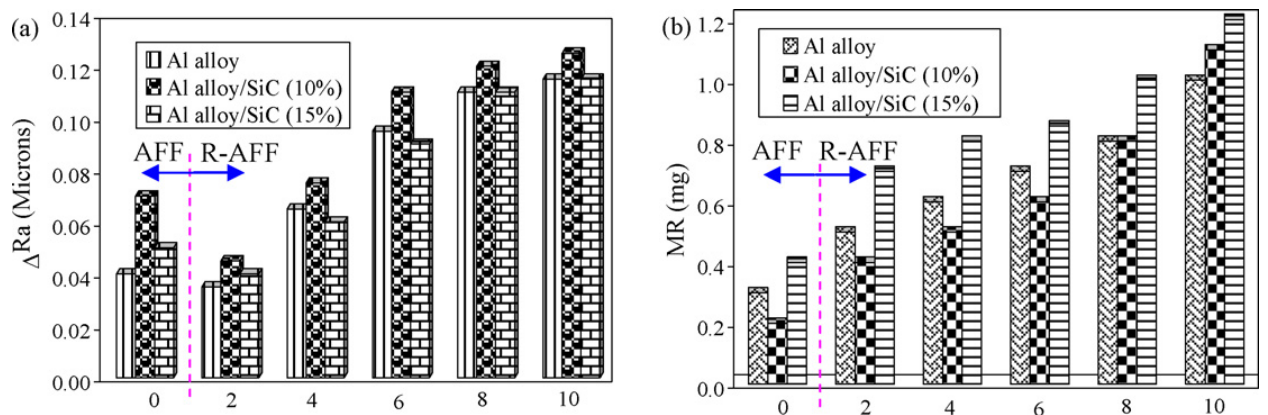 (a)
ΔRa (Microns)
0.14
0.12
0.10
0.08
0.06
0.04
0.02
0.00
Al alloy
Al alloy/SiC (10%)
Al alloy/SiC (15%)
AFF R-AFF
0 2 4 6 8 10
(b)
MR (mg)
1.2
1.0
0.8
0.6
0.4
0.2
0.0
Al alloy
Al alloy/SiC (10%)
Al alloy/SiC (15%)
AFF R-AFF
0 2 4 6 8 10